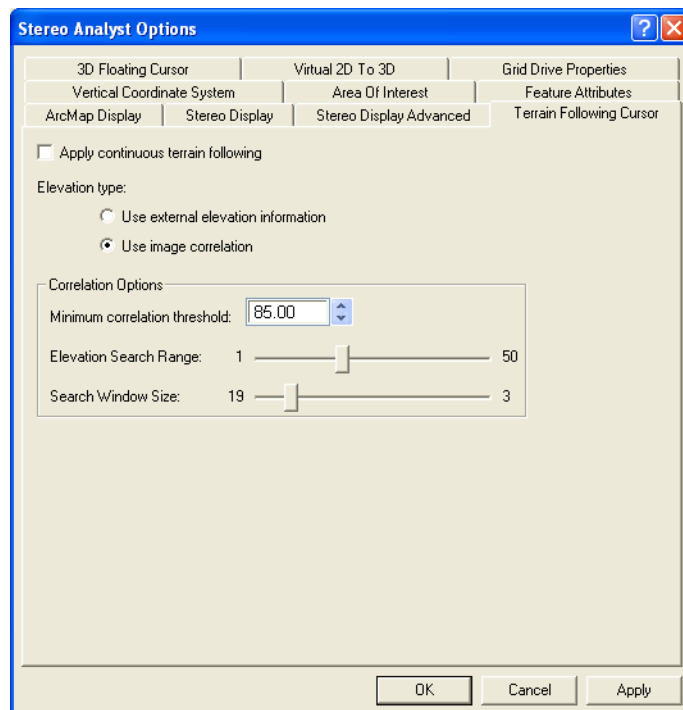 Stereo Analyst Options
3D Floating Cursor Virtual 2D To 3D Grid Drive Properties
Vertical Coordinate System Area Of Interest Feature Attributes
ArcMap Display Stereo Display Stereo Display Advanced Terrain Following Cursor
Apply continuous terrain following
Elevation type:
Use external elevation information
Use image correlation
Correlation Options
Minimum correlation threshold: 85.00
Elevation Search Range: 1 50
Search Window Size: 19 3
OK Cancel Apply